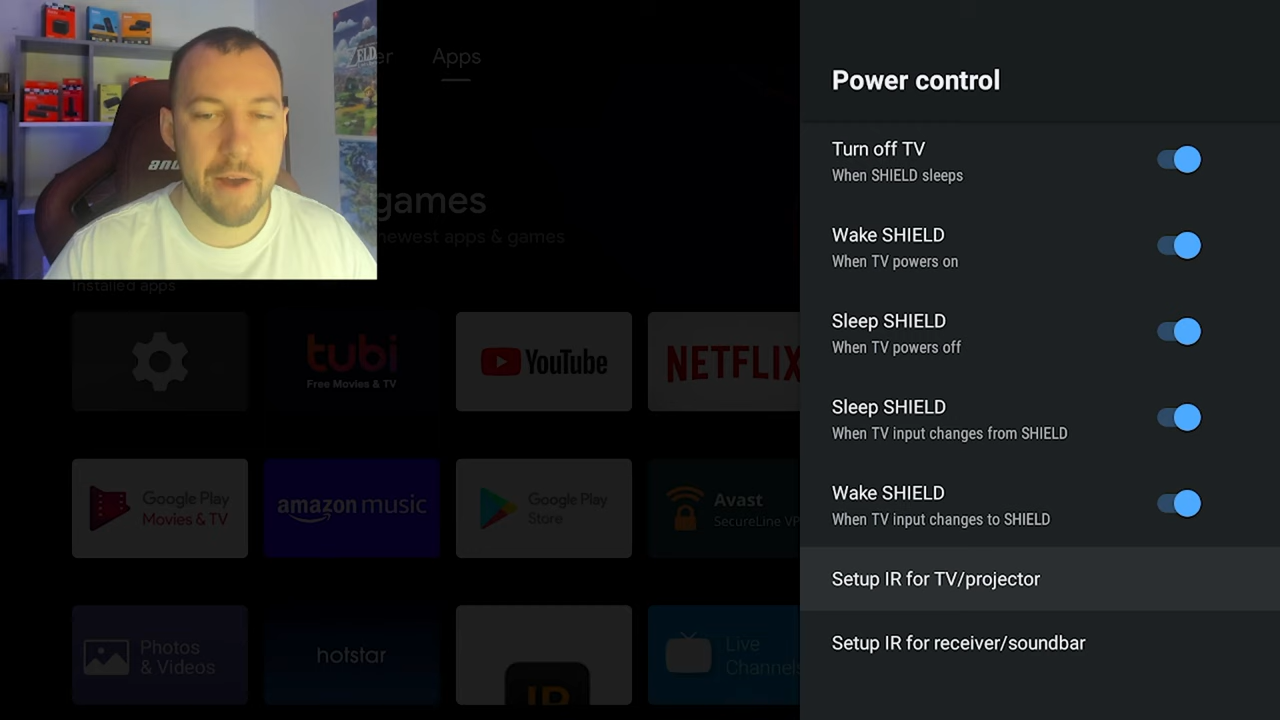 ZELD
er
Apps
Power control
Turn off TV
When SHIELD sleeps
games
newest apps & games
Installed apps
Wake SHIELD
When TV powers on
Sleep SHIELD
When TV powers off
tubi
Free Movies & TV
YouTube
NETFLIX
Sleep SHIELD
When TV input changes from SHIELD
Google Play
Movies & TV
amazon music
Google Play
Store
Avast
SecureLine VP
Wake SHIELD
When TV input changes to SHIELD
Setup IR for TV/projector
Setup IR for receiver/soundbar
Photos
& Videos
hotstar
Live
Channels